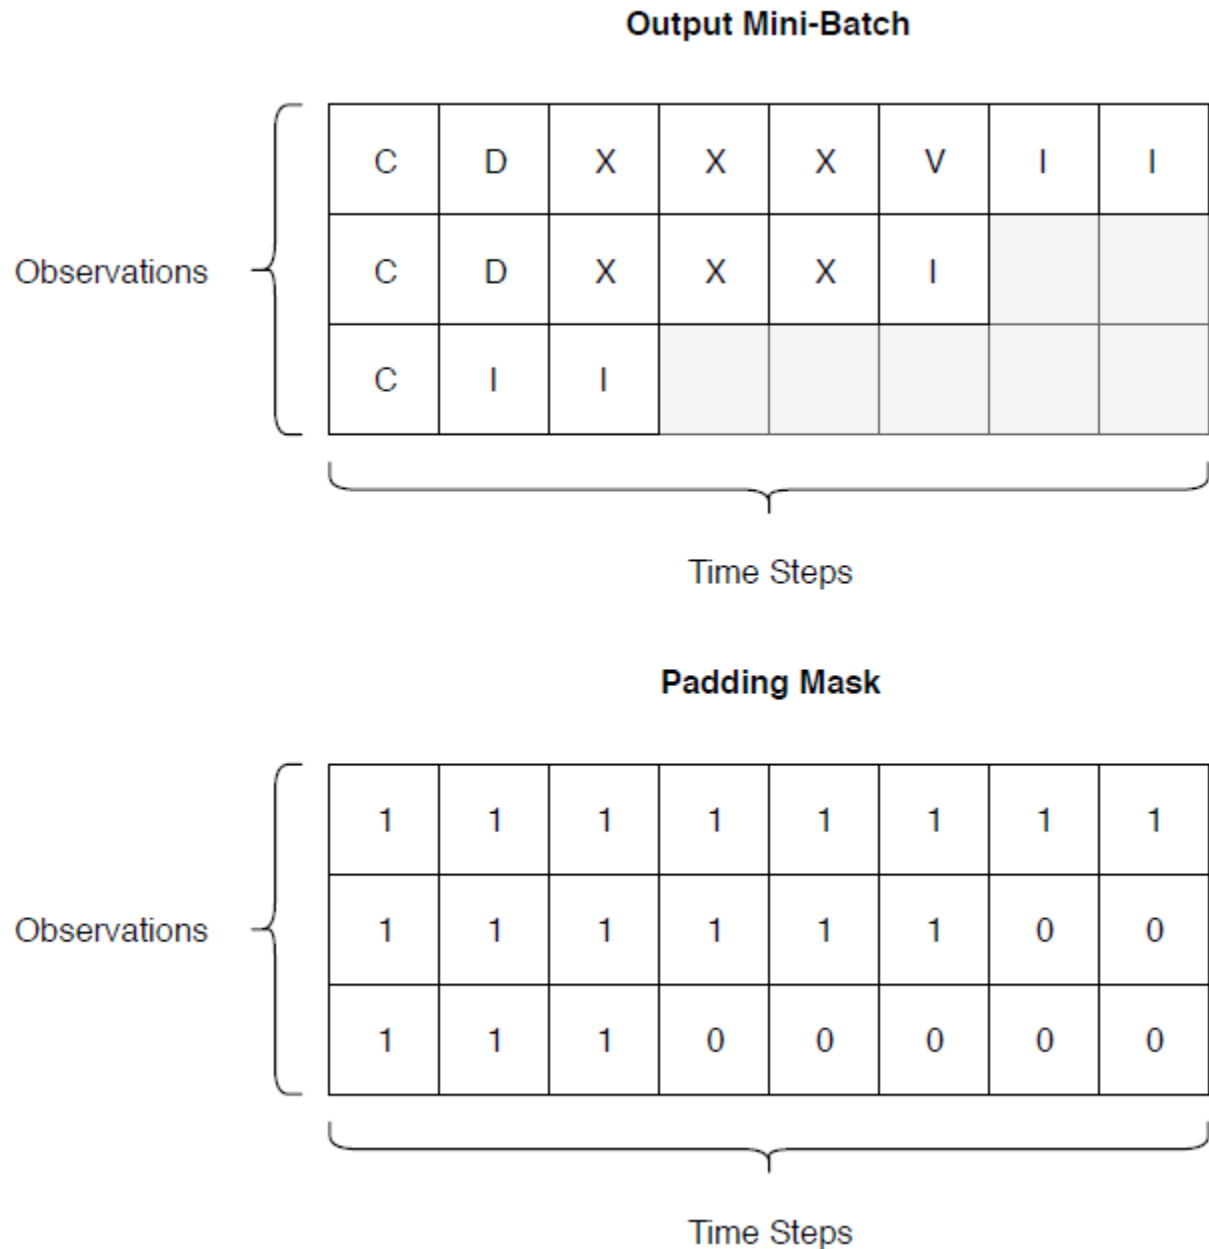 Output Mini-Batch
C D X X X V I I
Observations
C D X X X I
C I I
Time Steps
Padding Mask
1 1 1 1 1 1 1 1
Observations
1 1 1 1 1 1 0 0
1 1 1 0 0 0 0 0
Time Steps